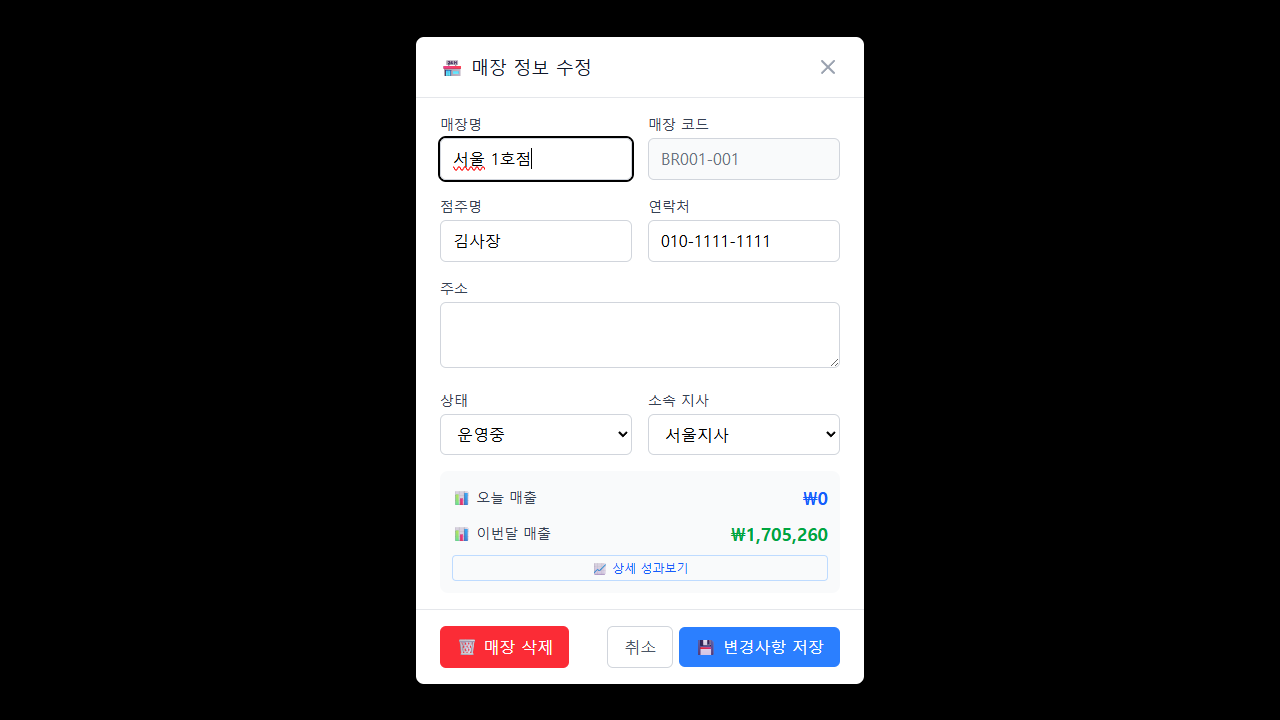 매장 정보 수정
매장명
매장 코드
서울 1호점
BR001-001
점주명
연락처
김사장
010-1111-1111
주소
상태
소속 지사
운영중
서울지사
오늘 매출
₩0
이번달 매출
₩1,705,260
상세 성과보기
매장 삭제
취소
변경사항 저장